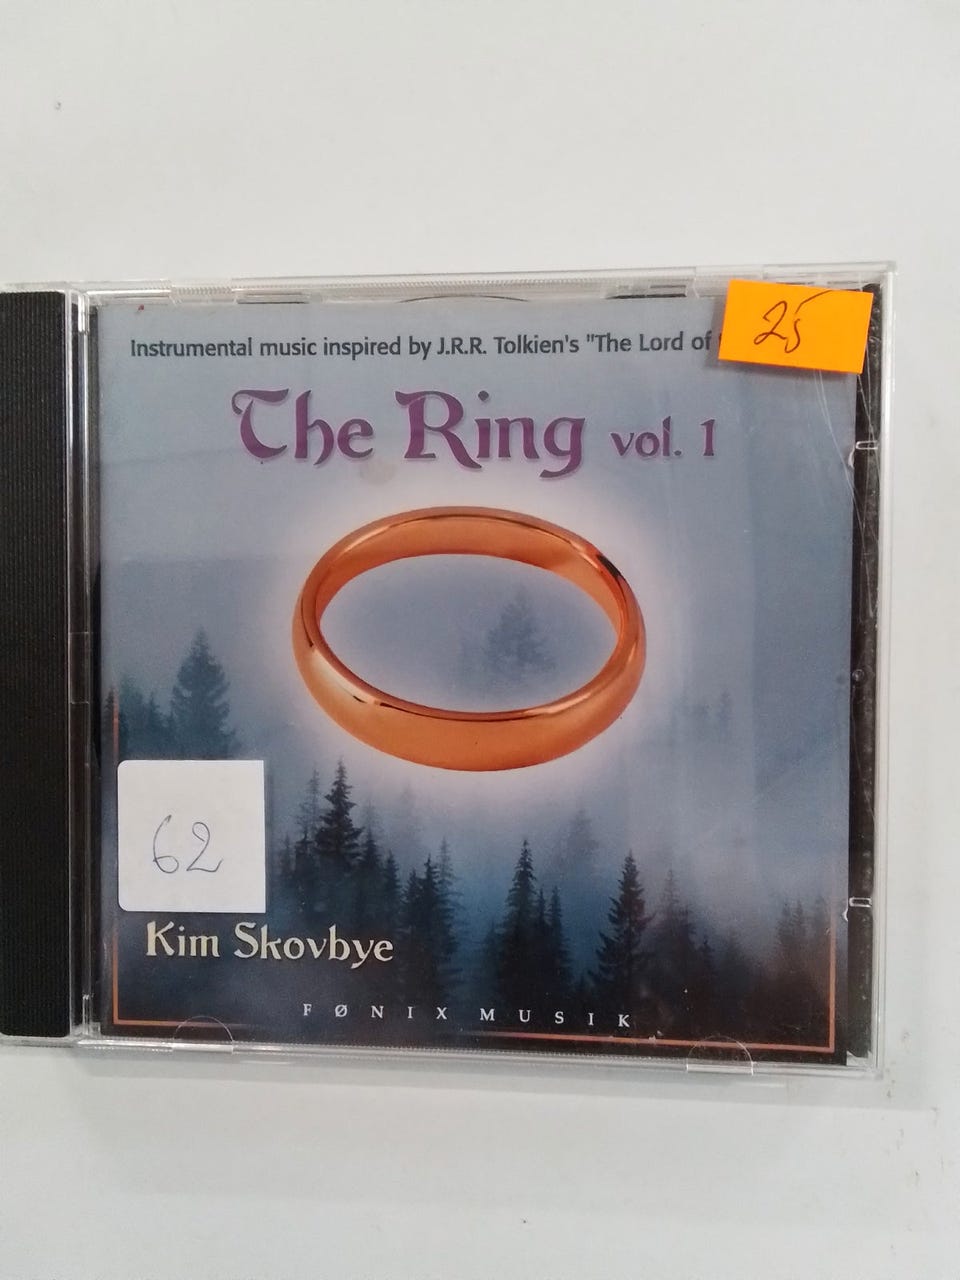 25
Instrumental music inspired by J.R.R. Tolkien's "The Lord of
The Ring vol. 1
62
Kim Skovbye
FØNIX MUSIK